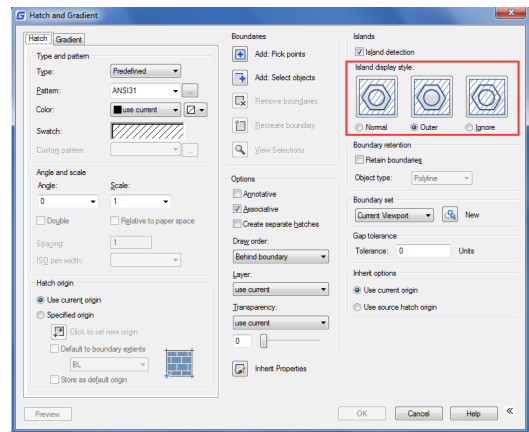 Hatch and Gradient
Hatch
Gradient
Type and pattern
Type:
Predefined
Pattern:
ANSI31
...
Color:
use current
Swatch:
Custom pattern:
...
Angle and scale
Angle:
Scale:
0
1
Double
Relative to paper space
Spacing:
1
ISO pen width:
Hatch origin
Use current origin
Specified origin
Click to set new origin
Default to boundary extents
BL
Store as default origin
Preview
Boundaries
Add: Pick points
Add: Select objects
Remove boundaries
Recreate boundary
View Selections
Options
Annotative
Associative
Create separate hatches
Draw order:
Behind boundary
Layer:
use current
Transparency:
use current
0
Inherit Properties
Islands
Island detection
Island display style:
Normal
Outer
Ignore
Boundary retention
Retain boundaries
Object type:
Polyline
Boundary set
Current Viewport
New
Gap tolerance
Tolerance:
0
Units
Inherit options
Use current origin
Use source hatch origin
OK
Cancel
Help